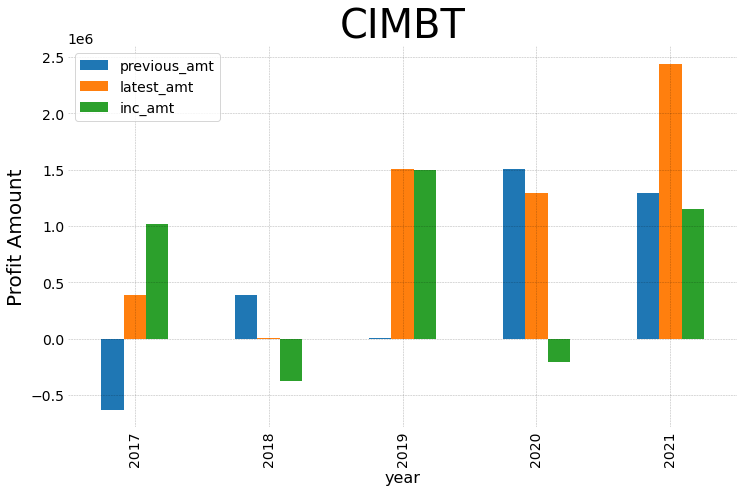 CIMBT
1e6
previous_amt
latest_amt
inc_amt
Profit Amount
2.5
2.0
1.5
1.0
0.5
0.0
−0.5
2017
2018
2019
2020
2021
year